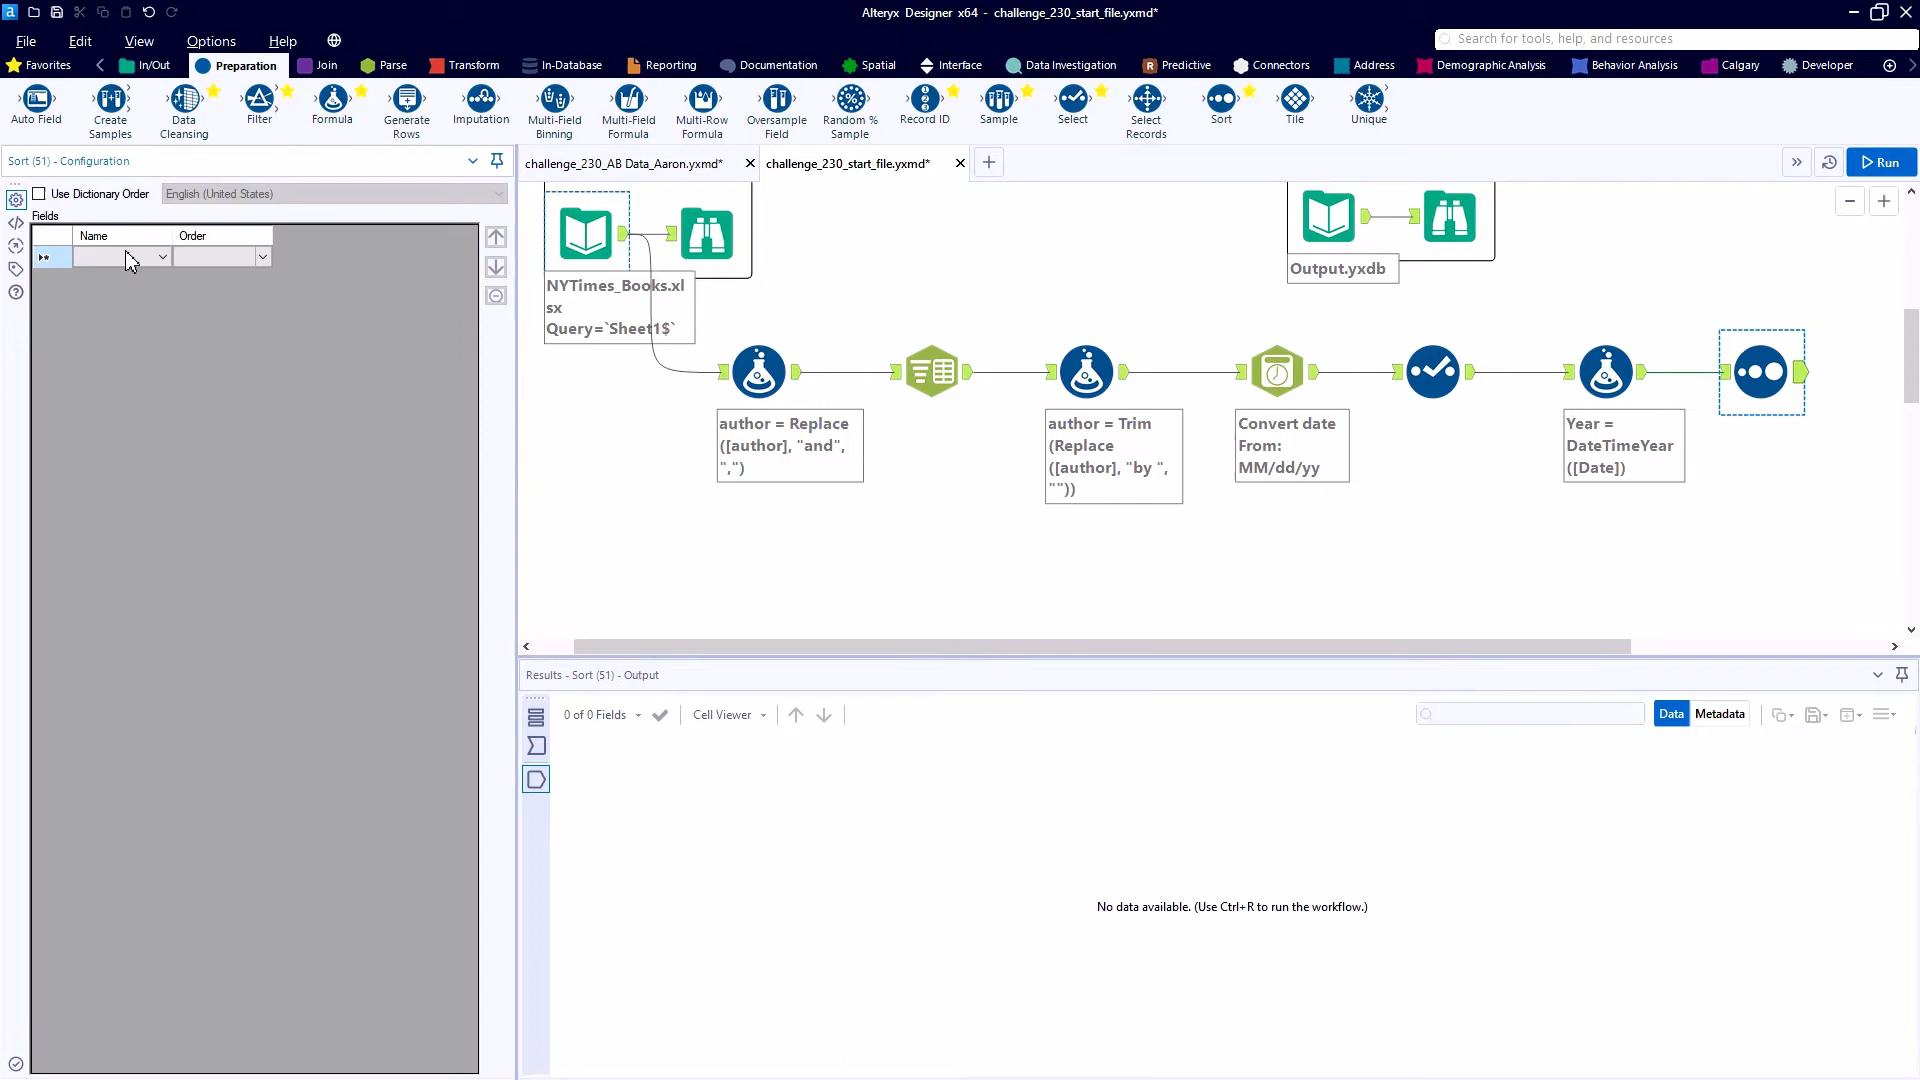 Alteryx Designer x64 - challenge_230_start_file.yxmd*
File Edit View Options Help
Search for tools, help, and resources
Favorites In/Out Preparation Join Parse Transform In-Database Reporting Documentation Spatial Interface Data Investigation Predictive Connectors Address Demographic Analysis Behavior Analysis Calgary Developer
Auto Field Create Samples Data Cleansing Filter Formula Generate Rows Imputation Multi-Field Binning Multi-Field Formula Multi-Row Formula Oversample Field Random % Sample Record ID Sample Select Select Records Sort Tile Unique
Sort (51) - Configuration
challenge_230_AB Data_Aaron.yxmd* challenge_230_start_file.yxmd*
Run
Use Dictionary Order English (United States)
Fields
Name Order
NYTimes_Books.xl
sx
Query=`Sheet1$`
Output.yxdb
author = Replace
([author], "and",
",")
author = Trim
(Replace
([author], "by ",
""))
Convert date
From:
MM/dd/yy
Year =
DateTimeYear
([Date])
Results - Sort (51) - Output
0 of 0 Fields Cell Viewer Data Metadata
No data available. (Use Ctrl+R to run the workflow.)